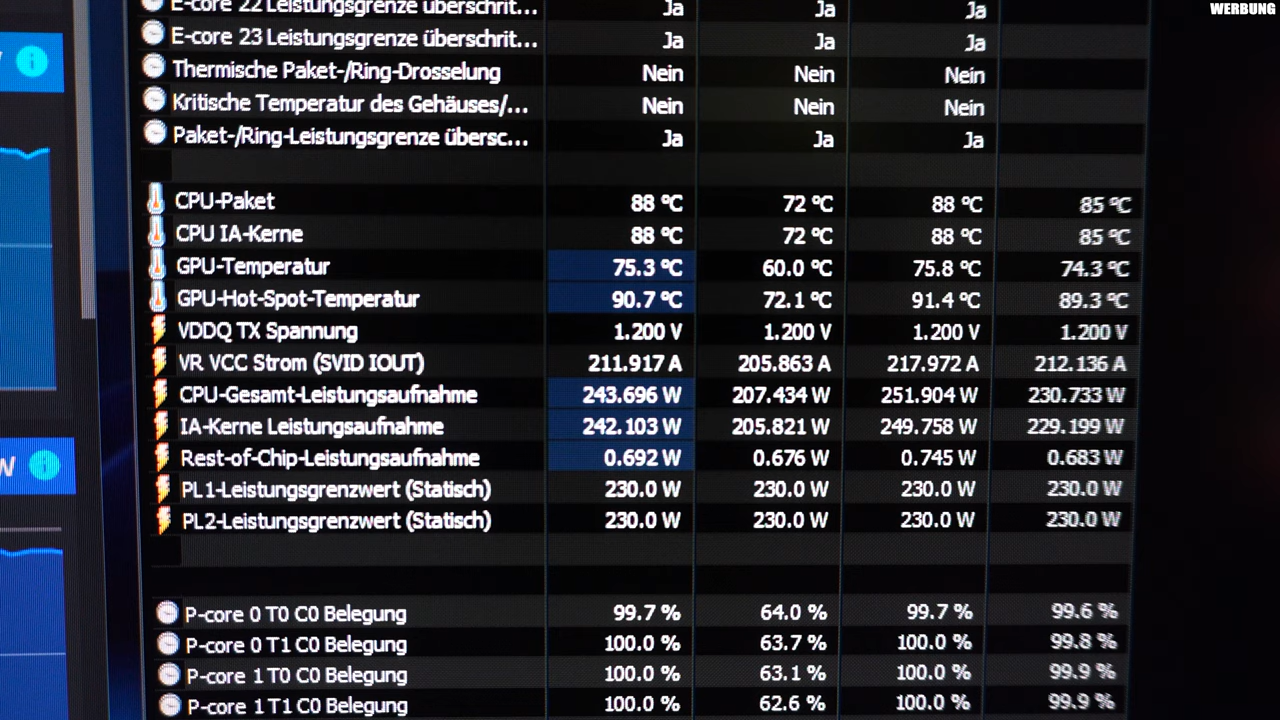 WERBUNG
E-core 22 Leistungsgrenze überschrit... Ja Ja Ja
E-core 23 Leistungsgrenze überschrit... Ja Ja Ja
Thermische Paket-/Ring-Drosselung Nein Nein Nein
Kritische Temperatur des Gehäuses/... Nein Nein Nein
Paket-/Ring-Leistungsgrenze übersc... Ja Ja Ja
CPU-Paket 88 °C 72 °C 88 °C 85 °C
CPU IA-Kerne 88 °C 72 °C 88 °C 85 °C
GPU-Temperatur 75.3 °C 60.0 °C 75.8 °C 74.3 °C
GPU-Hot-Spot-Temperatur 90.7 °C 72.1 °C 91.4 °C 89.3 °C
VDDQ TX Spannung 1.200 V 1.200 V 1.200 V 1.200 V
VR VCC Strom (SVID IOUT) 211.917 A 205.863 A 217.972 A 212.136 A
CPU-Gesamt-Leistungsaufnahme 243.696 W 207.434 W 251.904 W 230.733 W
IA-Kerne Leistungsaufnahme 242.103 W 205.821 W 249.758 W 229.199 W
W
Rest-of-Chip-Leistungsaufnahme 0.692 W 0.676 W 0.745 W 0.683 W
PL1-Leistungsgrenzwert (Statisch) 230.0 W 230.0 W 230.0 W 230.0 W
PL2-Leistungsgrenzwert (Statisch) 230.0 W 230.0 W 230.0 W 230.0 W
P-core 0 T0 C0 Belegung 99.7 % 64.0 % 99.7 % 99.6 %
P-core 0 T1 C0 Belegung 100.0 % 63.7 % 100.0 % 99.8 %
P-core 1 T0 C0 Belegung 100.0 % 63.1 % 100.0 % 99.9 %
P-core 1 T1 C0 Belegung 100.0 % 62.6 % 100.0 % 99.9 %